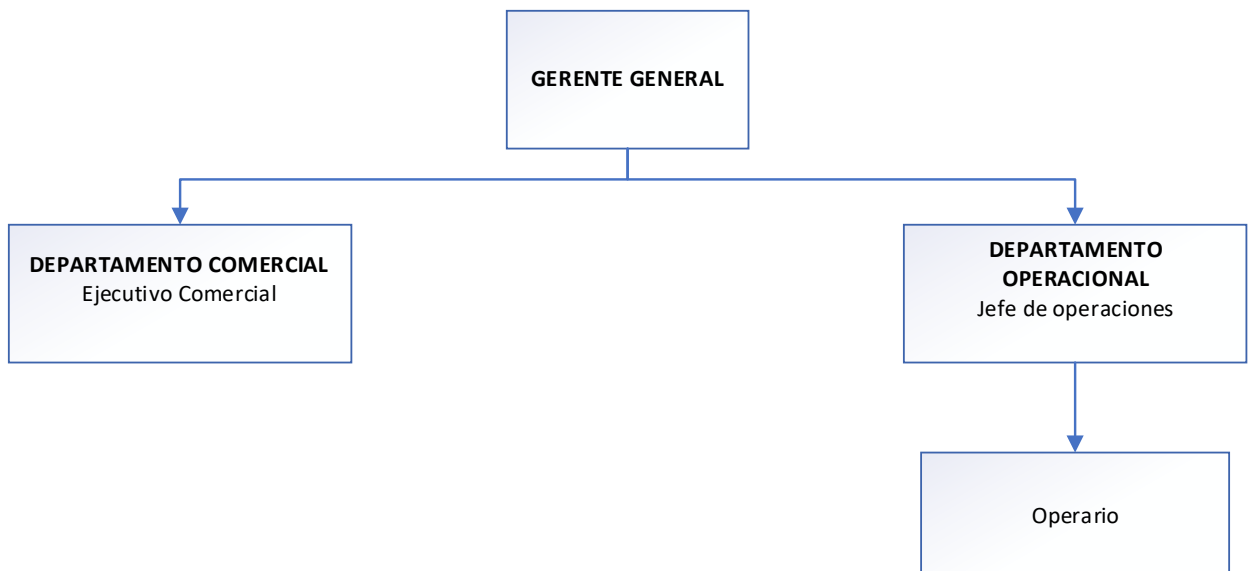 GERENTE GENERAL
DEPARTAMENTO COMERCIAL
Ejecutivo Comercial
DEPARTAMENTO
OPERACIONAL
Jefe de operaciones
Operario